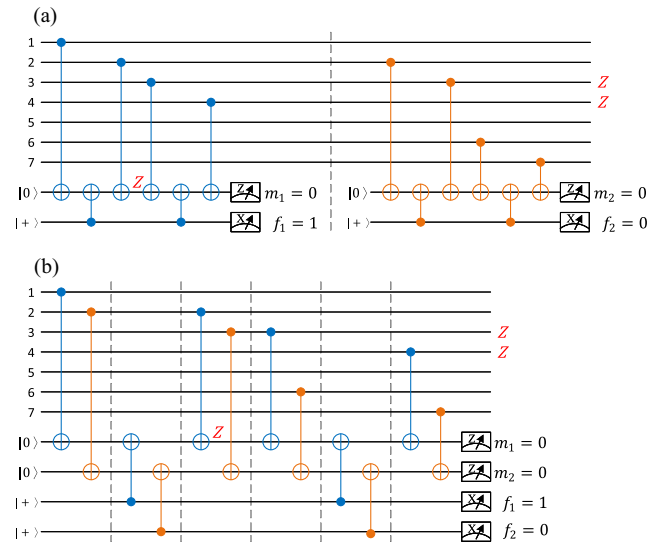 (a)
1
2
3 Z
4 Z
5
6
7
|0⟩ Z Z m₁ = 0 |0⟩ Z m₂ = 0
|+⟩ X f₁ = 1 |+⟩ X f₂ = 0
(b)
1
2
3 Z
4 Z
5
6
7
|0⟩ Z Z m₁ = 0
|0⟩ Z m₂ = 0
|+⟩ X f₁ = 1
|+⟩ X f₂ = 0